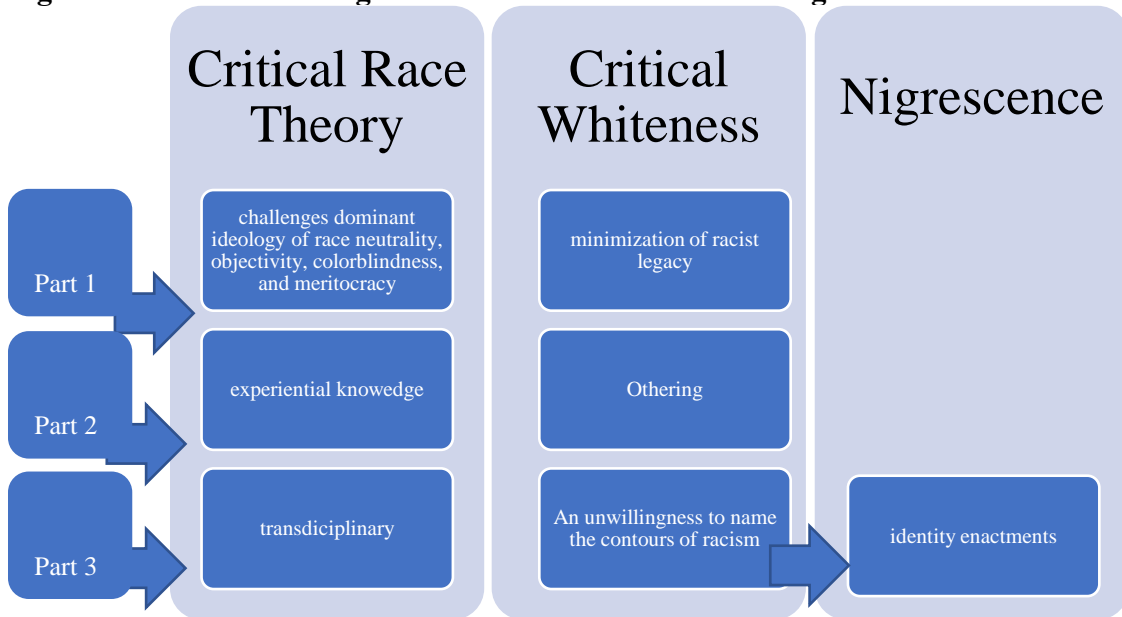 Critical Race
Theory
Critical
Whiteness
Nigrescence
Part 1
challenges dominant
ideology of race neutrality,
objectivity, colorblindness,
and meritocracy
minimization of racist
legacy
Part 2
experiential knowedge
Othering
Part 3
transdiciplinary
An unwillingness to name
the contours of racism
identity enactments